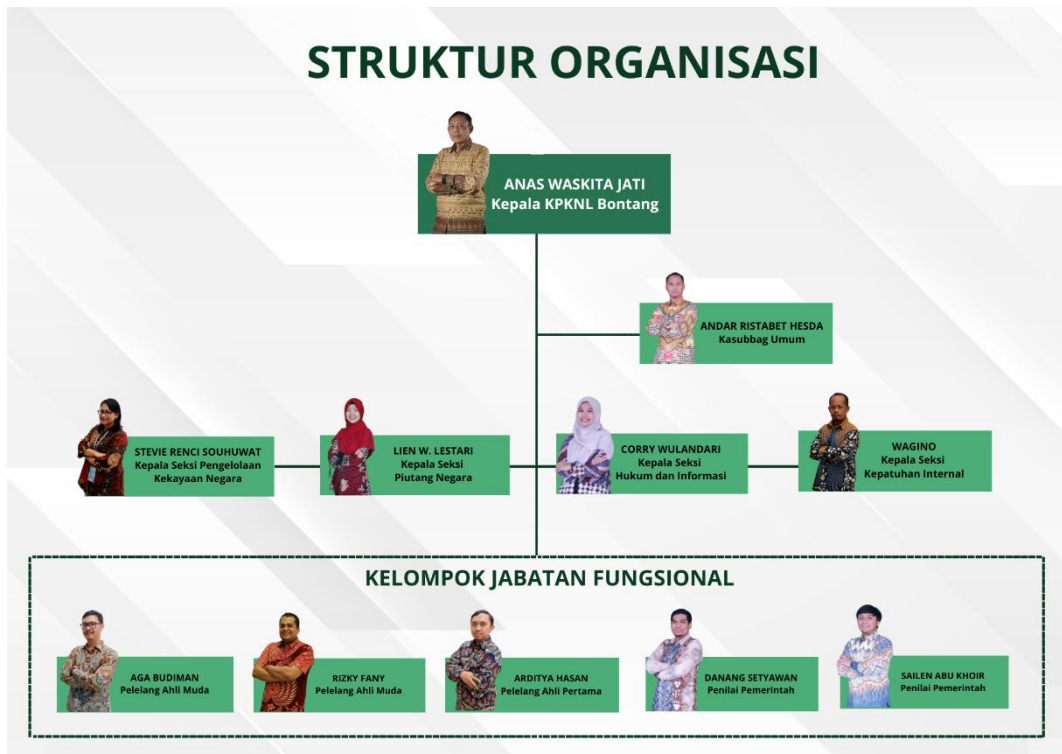 STRUKTUR ORGANISASI
ANAS WASKITA JATI
Kepala KPKNL Bontang
ANDAR RISTABET HESDA
Kasubbag Umum
STEVIE RENCI SOUHUWAT
Kepala Seksi Pengelolaan
Kekayaan Negara
LIEN W. LESTARI
Kepala Seksi
Piutang Negara
CORRY WULANDARI
Kepala Seksi
Hukum dan Informasi
WAGINO
Kepala Seksi
Kepatuhan Internal
KELOMPOK JABATAN FUNGSIONAL
AGA BUDIMAN
Pelelang Ahli Muda
RIZKY FANY
Pelelang Ahli Muda
ARDITYA HASAN
Pelelang Ahli Pertama
DANANG SETYAWAN
Penilai Pemerintah
SAILEN ABU KHOIR
Penilai Pemerintah